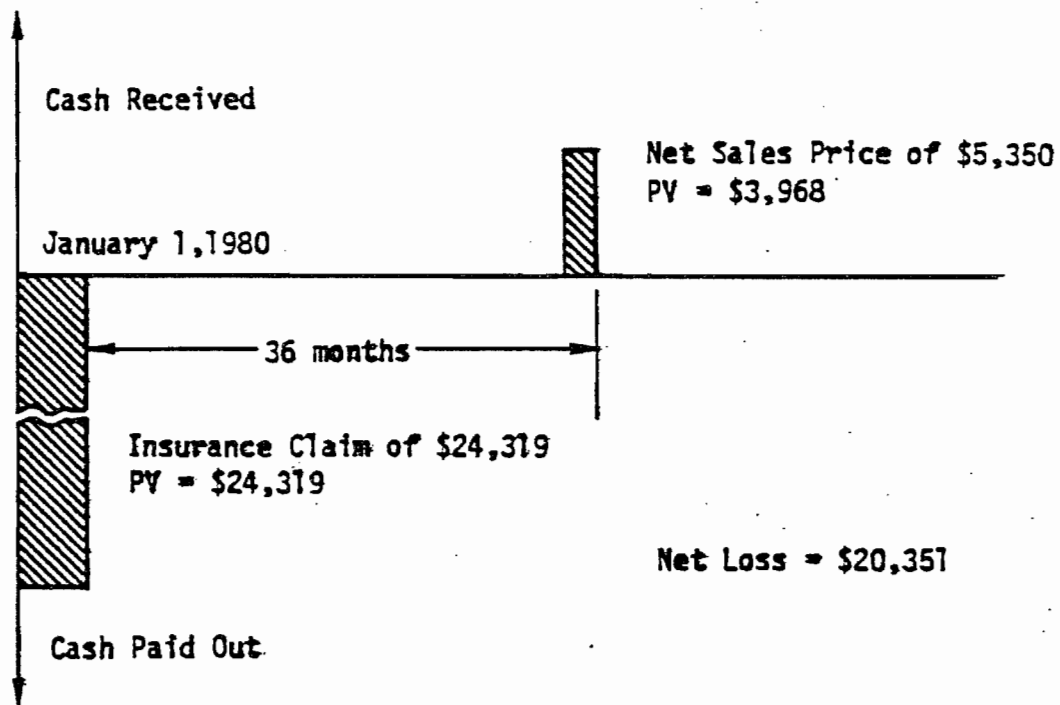 Cash Received
Net Sales Price of $5,350
PV = $3,968
January 1,1980
36 months
Insurance Claim of $24,319
PV = $24,319
Net Loss = $20,351
Cash Paid Out